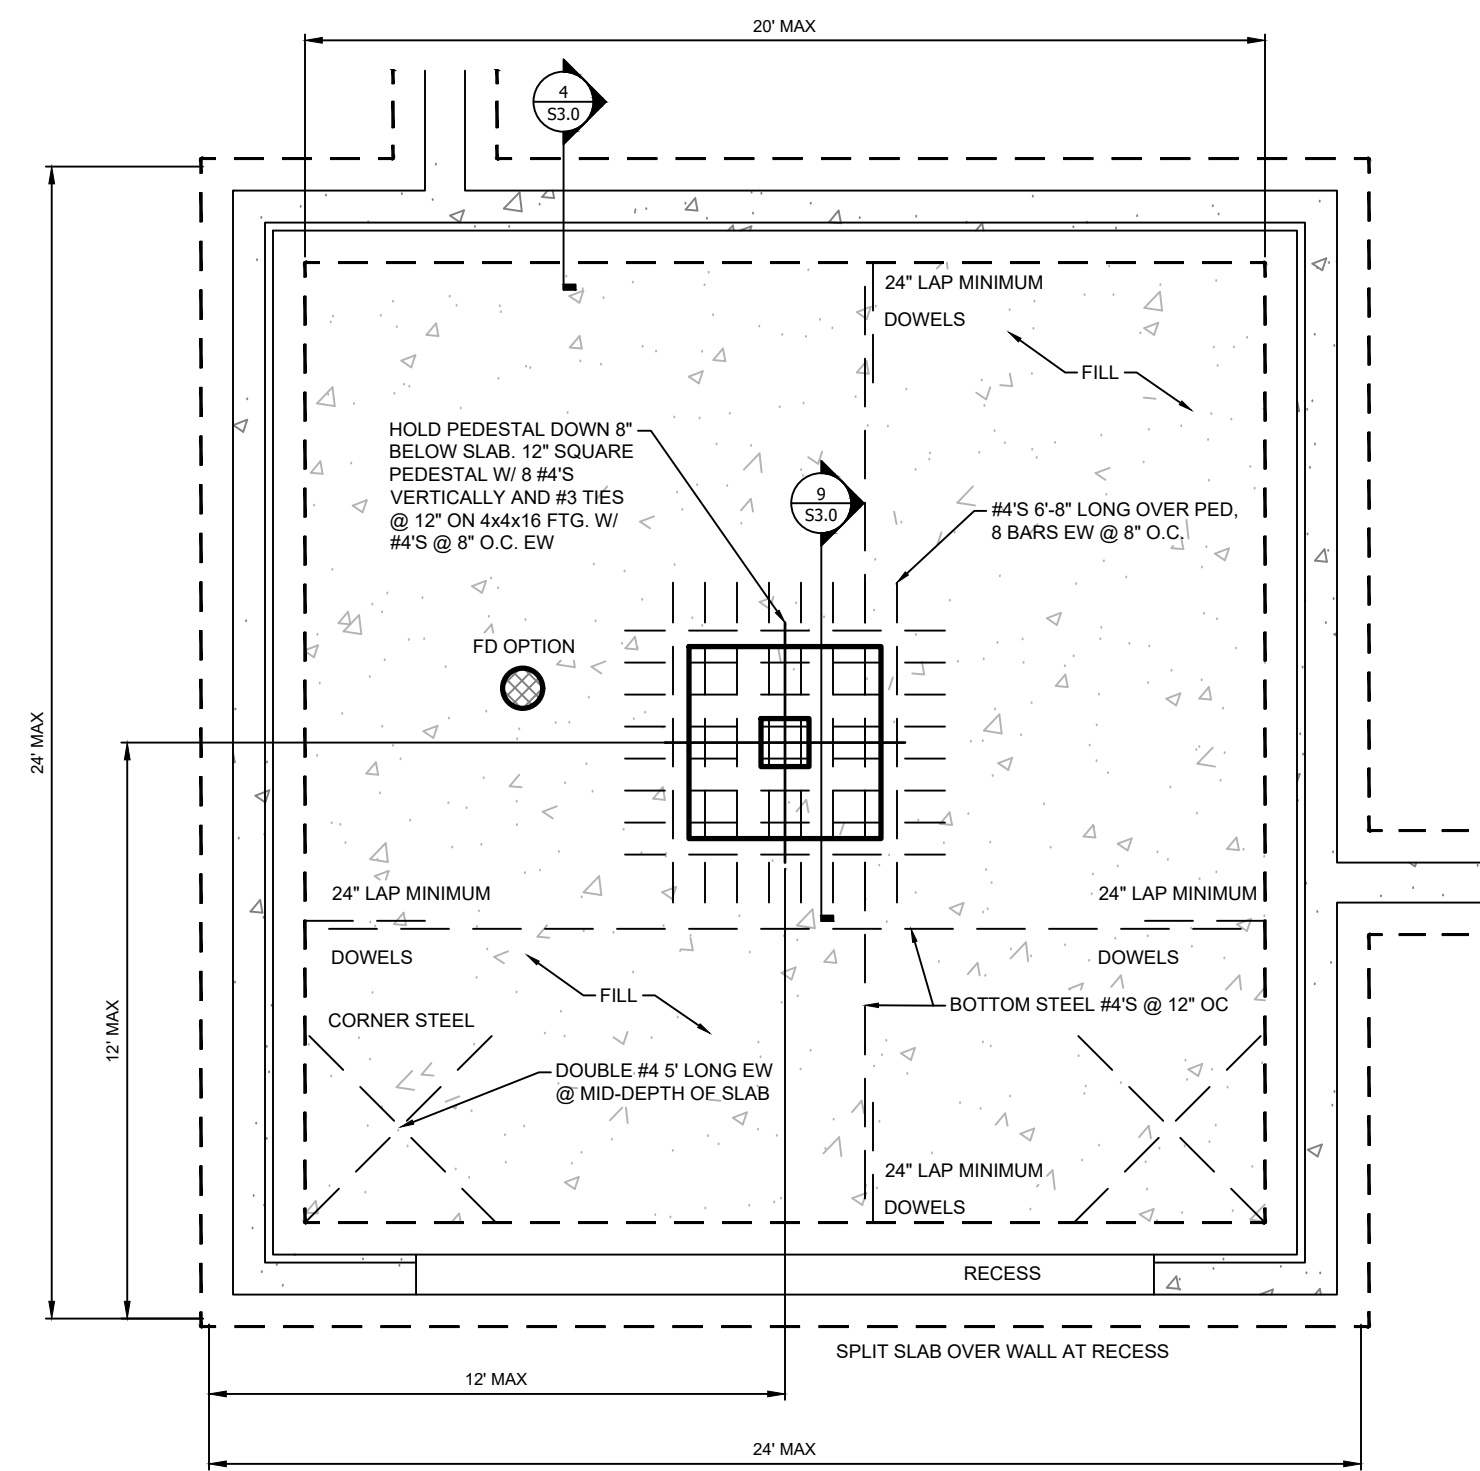 20' MAX
4
S3.0
24" LAP MINIMUM
DOWELS
FILL
HOLD PEDESTAL DOWN 8"
BELOW SLAB. 12" SQUARE
PEDESTAL W/ 8 #4'S
VERTICALLY AND #3 TIES
@ 12" ON 4x4x16 FTG. W/
#4'S @ 8" O.C. EW
9
S3.0
#4'S 6'-8" LONG OVER PED,
8 BARS EW @ 8" O.C.
FD OPTION
24' MAX
24" LAP MINIMUM
24" LAP MINIMUM
DOWELS
DOWELS
FILL
BOTTOM STEEL #4'S @ 12" OC
12' MAX
CORNER STEEL
DOUBLE #4 5' LONG EW
@ MID-DEPTH OF SLAB
24" LAP MINIMUM
DOWELS
RECESS
SPLIT SLAB OVER WALL AT RECESS
12' MAX
24' MAX